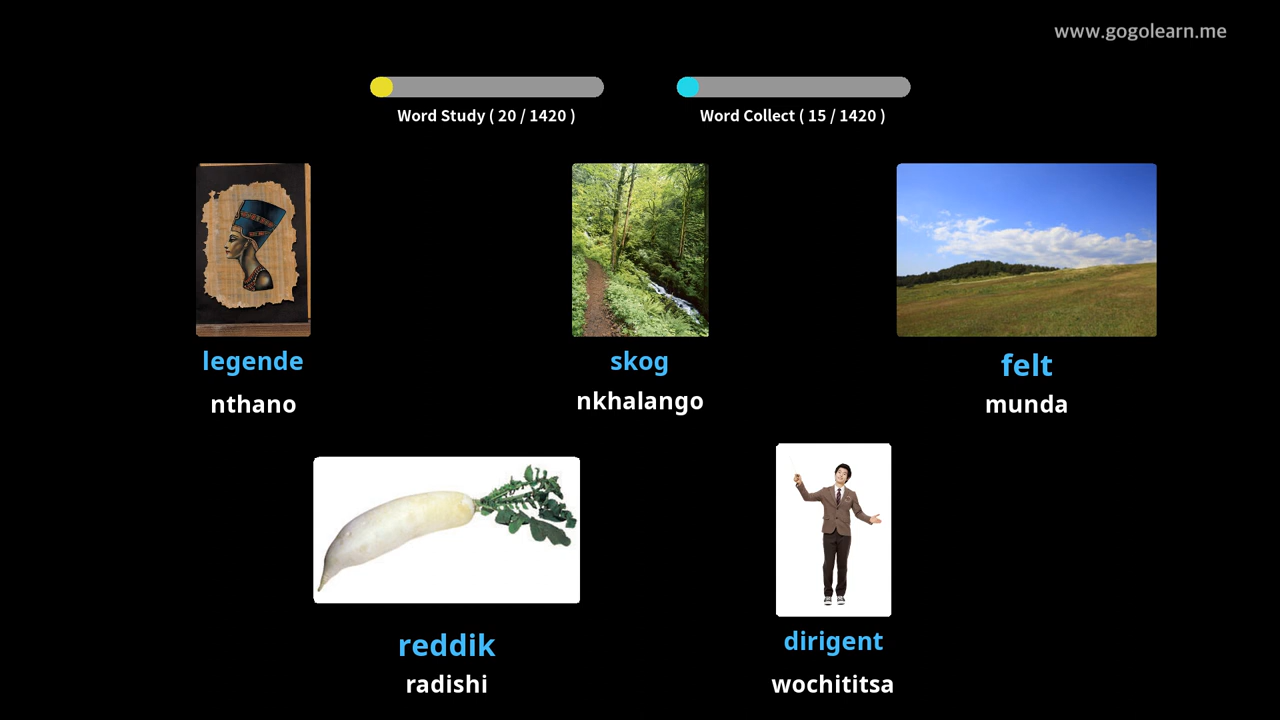 www.gogolearn.me
Word Study ( 20 / 1420 )
Word Collect ( 15 / 1420 )
legende
nthano
skog
nkhalango
felt
munda
reddik
radishi
dirigent
wochititsa